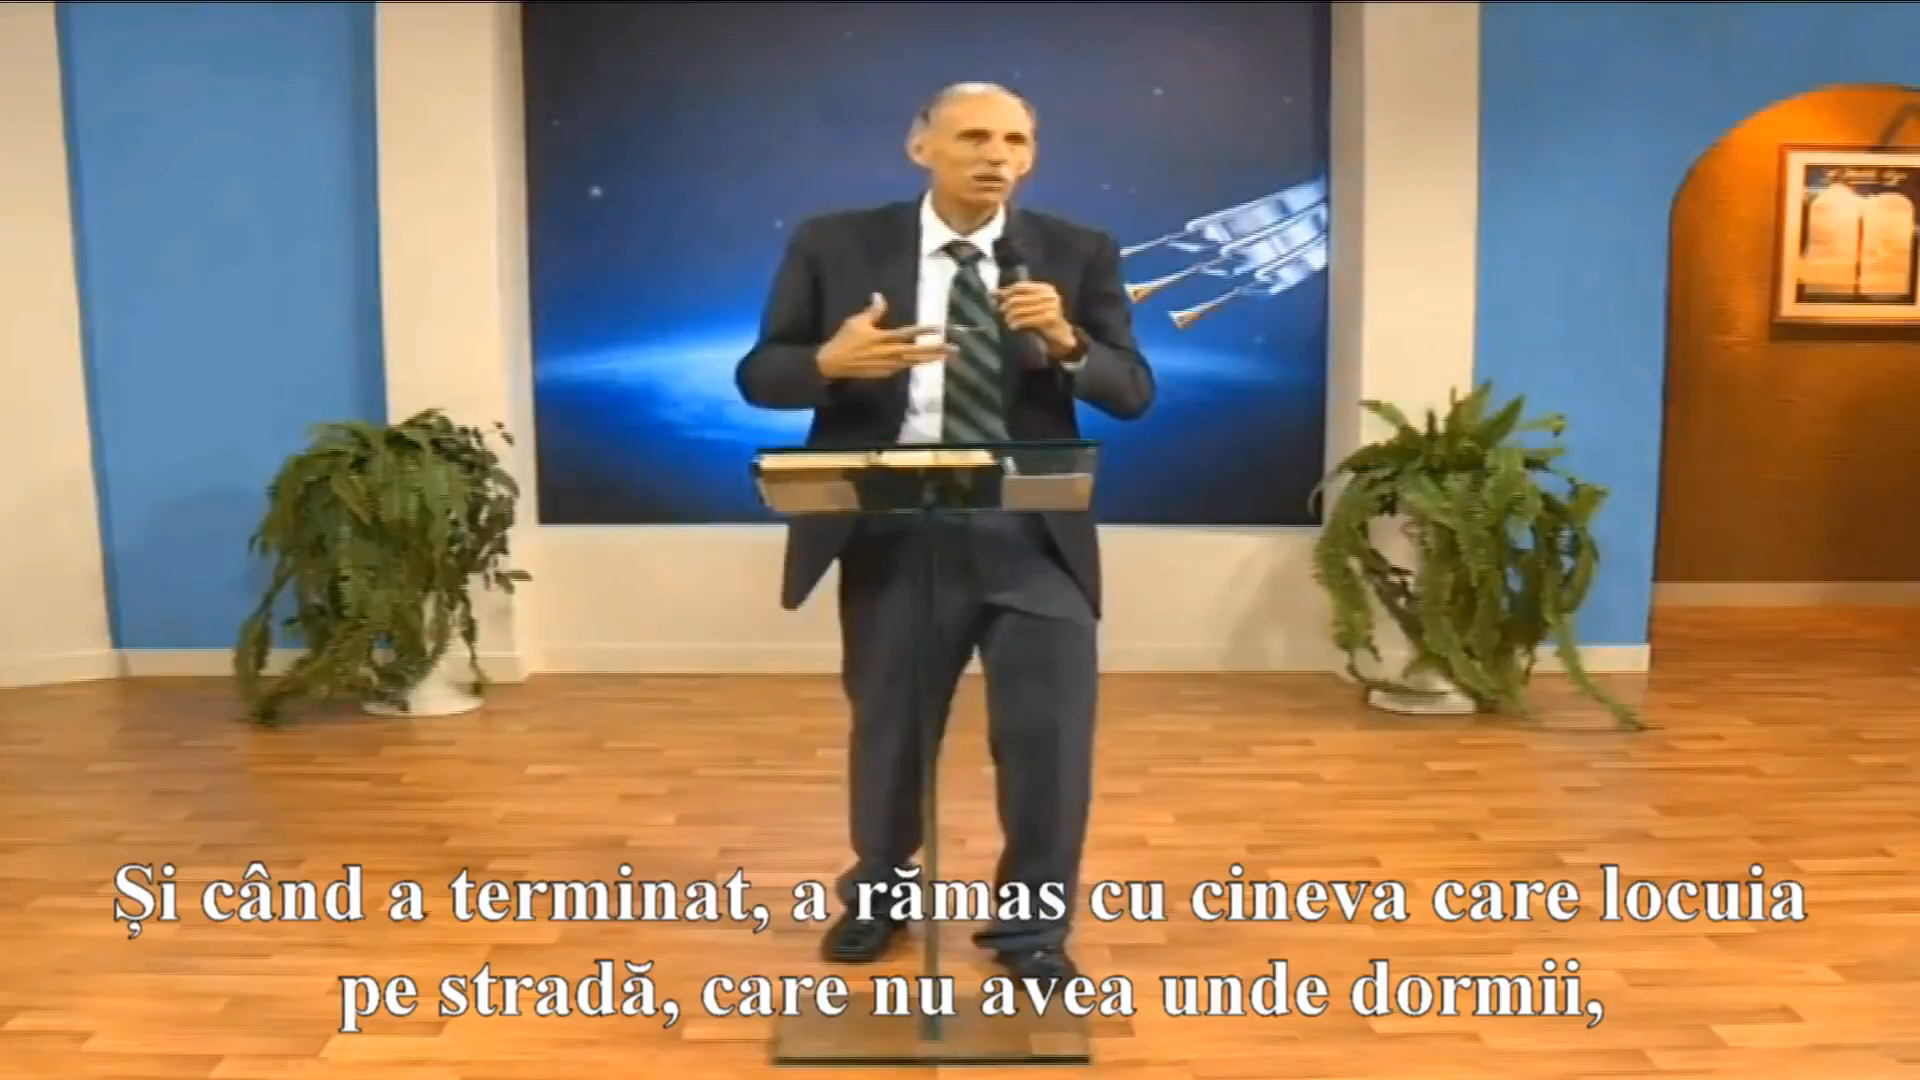 Și când a terminat, a rămas cu cineva care locuia
pe stradă, care nu avea unde dormii,